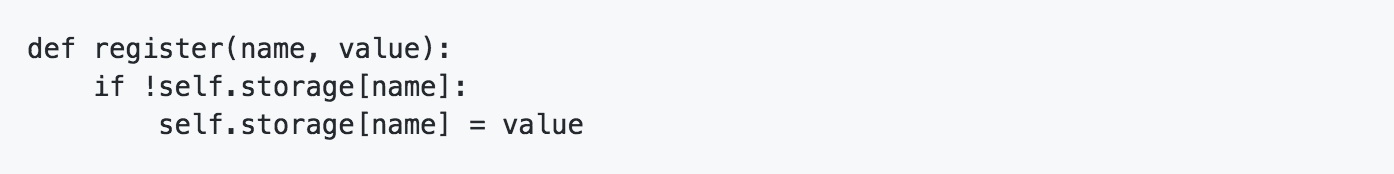 def register(name, value):
    if !self.storage[name]:
        self.storage[name] = value